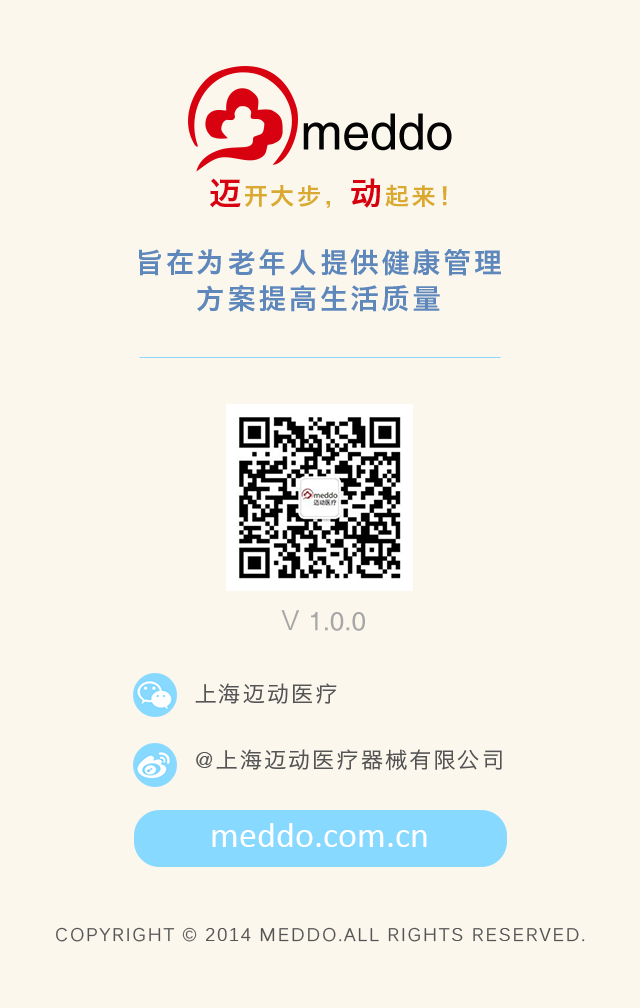 meddo
迈开大步，动起来！
旨在为老年人提供健康管理
方案提高生活质量
meddo
迈动医疗
V 1.0.0
上海迈动医疗
@上海迈动医疗器械有限公司
meddo.com.cn
COPYRIGHT © 2014 MEDDO.ALL RIGHTS RESERVED.